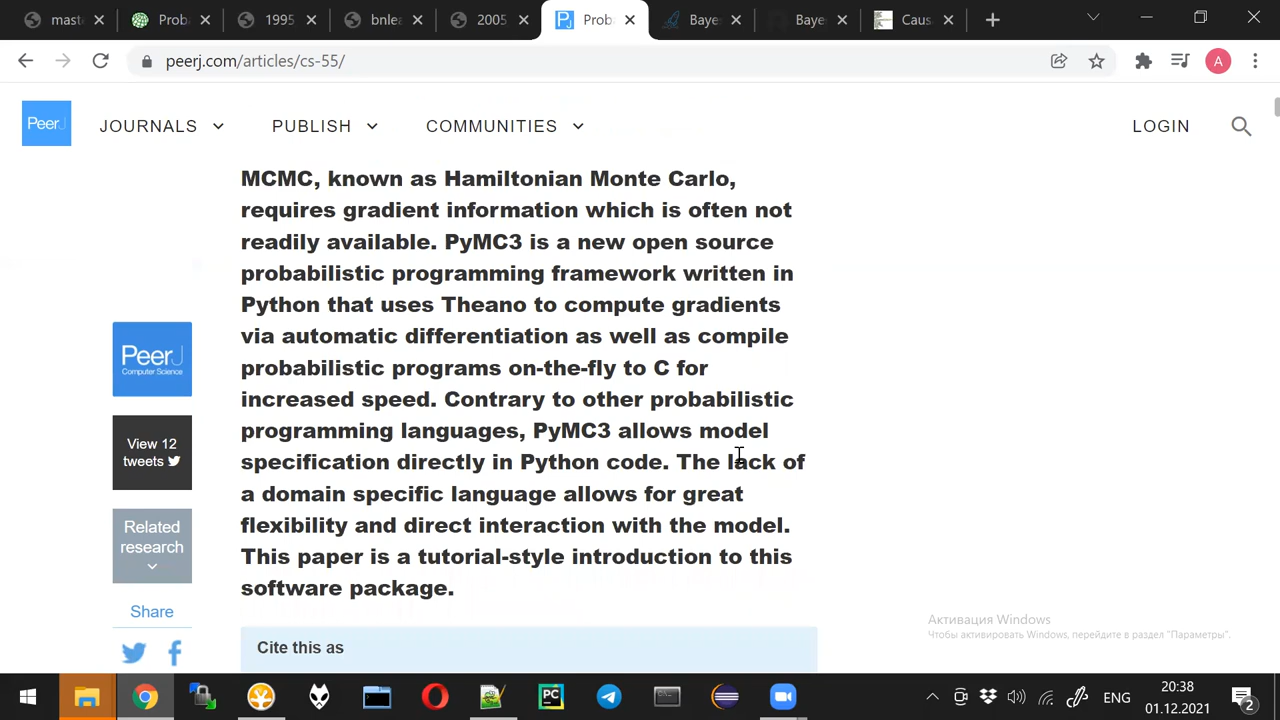 mast
Prob
1995
bnlea
2005
Prob
Baye
Baye
Caus
peerj.com/articles/cs-55/
A
PeerJ
JOURNALS
PUBLISH
COMMUNITIES
LOGIN
MCMC, known as Hamiltonian Monte Carlo,
requires gradient information which is often not
readily available. PyMC3 is a new open source
probabilistic programming framework written in
Python that uses Theano to compute gradients
via automatic differentiation as well as compile
probabilistic programs on-the-fly to C for
increased speed. Contrary to other probabilistic
programming languages, PyMC3 allows model
specification directly in Python code. The lack of
a domain specific language allows for great
flexibility and direct interaction with the model.
This paper is a tutorial-style introduction to this
software package.
PeerJ
Computer Science
View 12
tweets
Related
research
Share
Cite this as
Активация Windows
Чтобы активировать Windows, перейдите в раздел "Параметры".
PC
ENG
20:38
01.12.2021
2